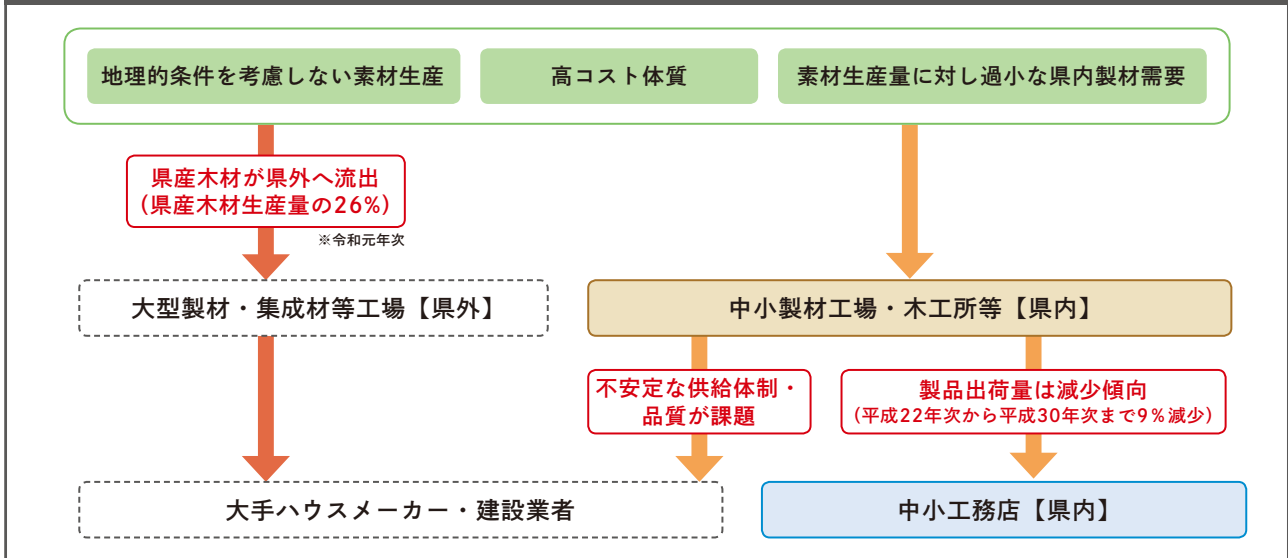 地理的条件を考慮しない素材生産
高コスト体質
素材生産量に対し過小な県内製材需要
県産木材が県外へ流出
（県産木材生産量の26%）
※令和元年次
大型製材・集成材等工場【県外】
中小製材工場・木工所等【県内】
不安定な供給体制・
品質が課題
製品出荷量は減少傾向
（平成22年次から平成30年次まで9%減少）
大手ハウスメーカー・建設業者
中小工務店【県内】